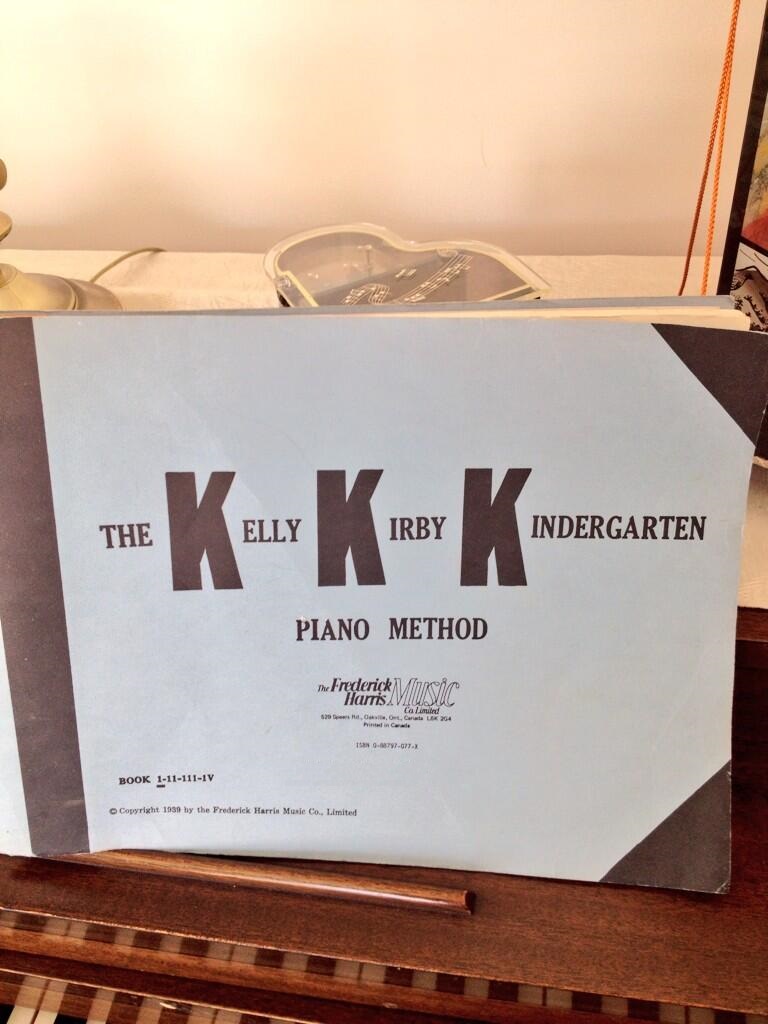 THE KELLY KIRBY KINDERGARTEN
PIANO METHOD
The Frederick Harris Music Co. Limited
529 Speers Rd., Oakville, Ont., Canada L6K 2G4
Printed in Canada
ISBN 0-88797-077-X
BOOK 1-11-111-1V
© Copyright 1939 by the Frederick Harris Music Co., Limited